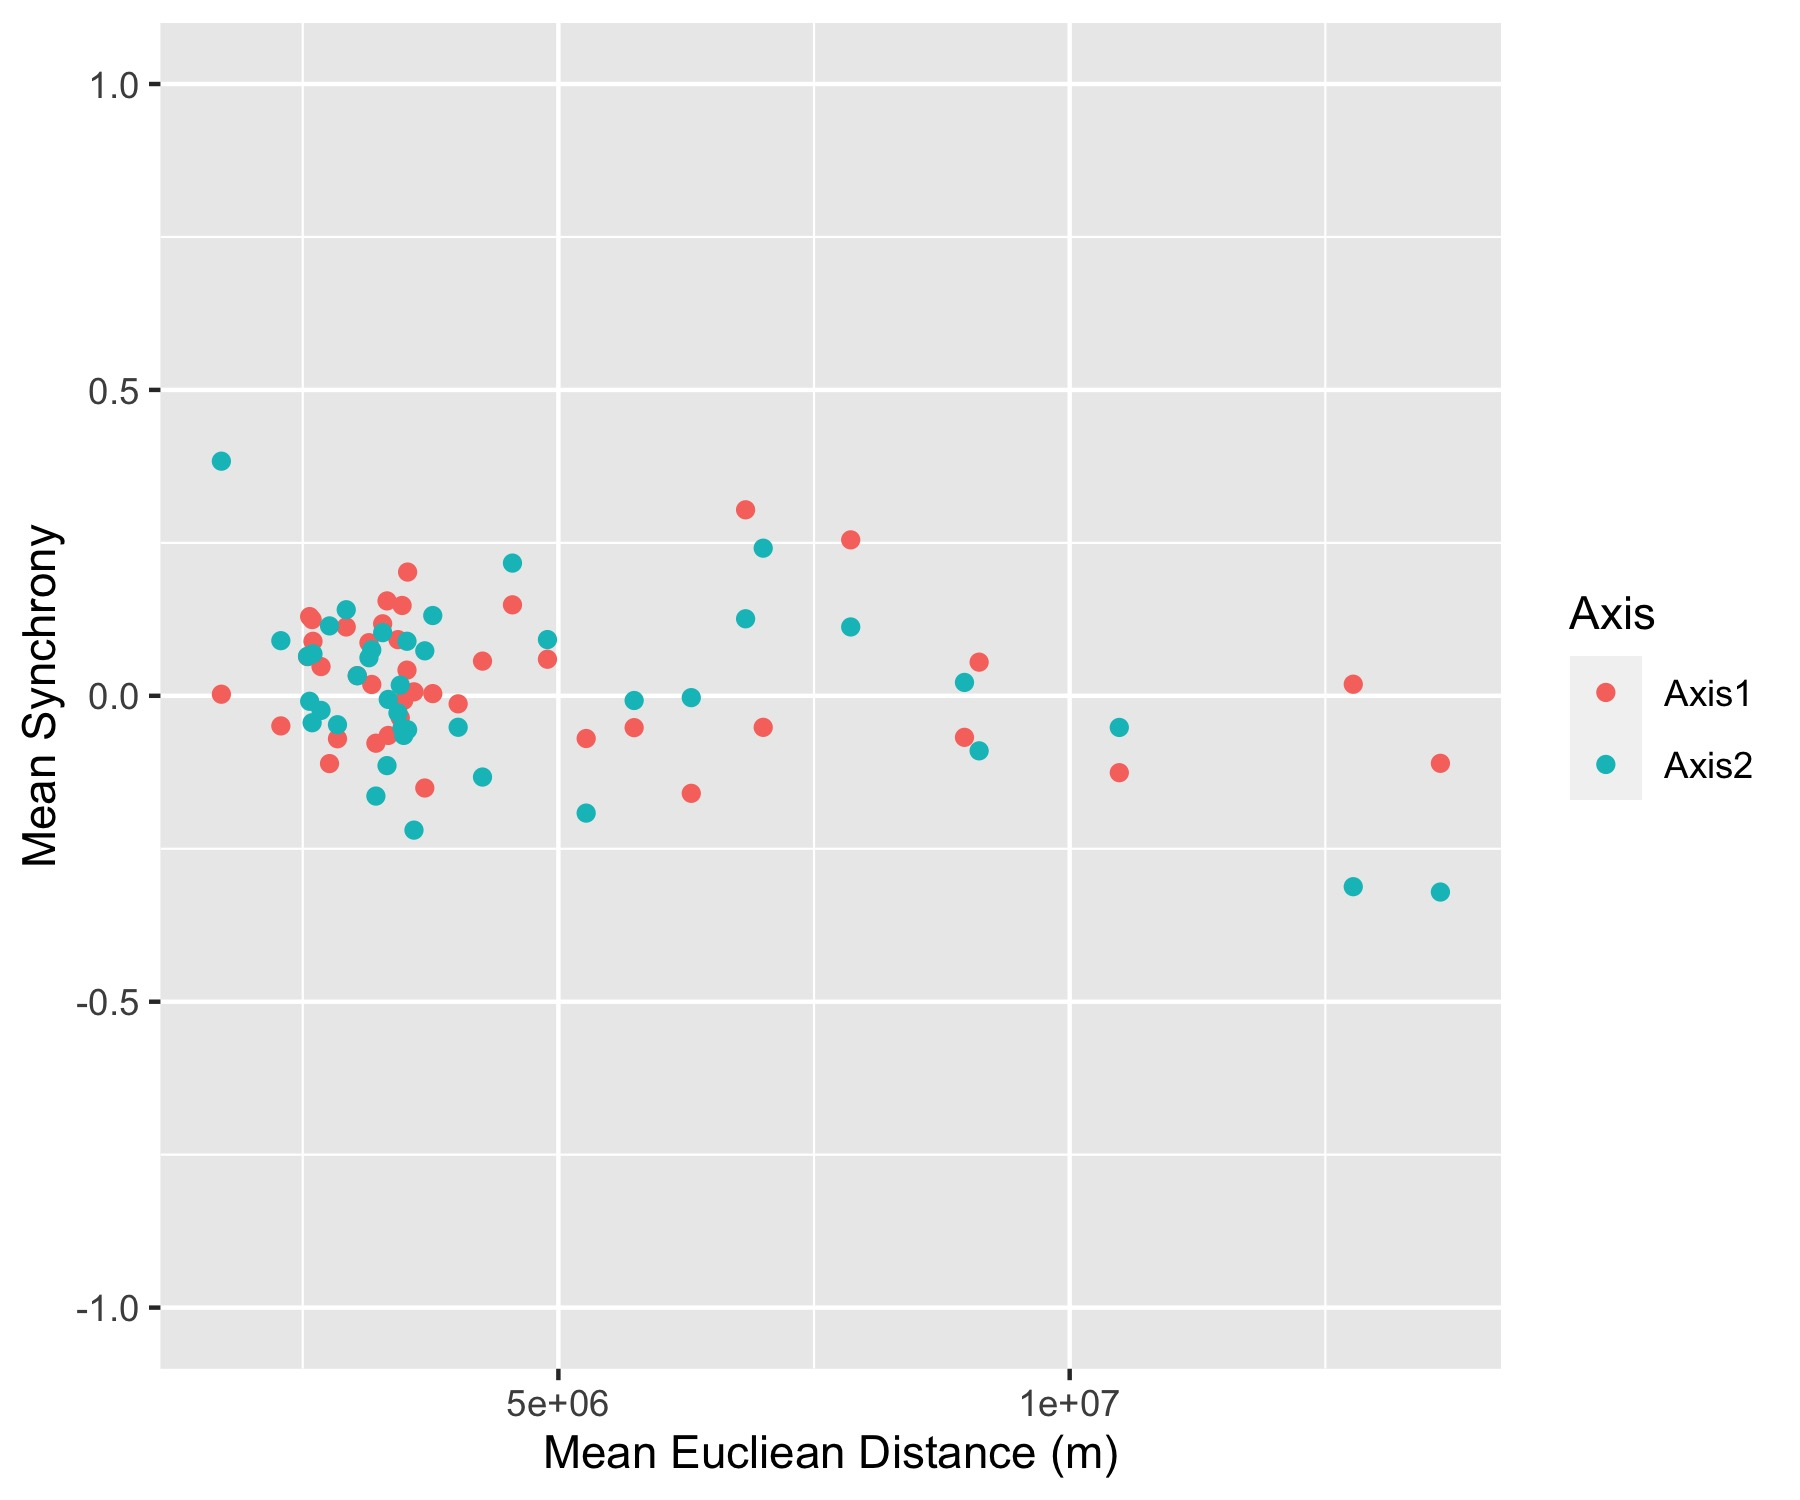 1.0
0.5
0.0
-0.5
-1.0
Mean Synchrony
5e+06
1e+07
Mean Eucliean Distance (m)
Axis
Axis1
Axis2